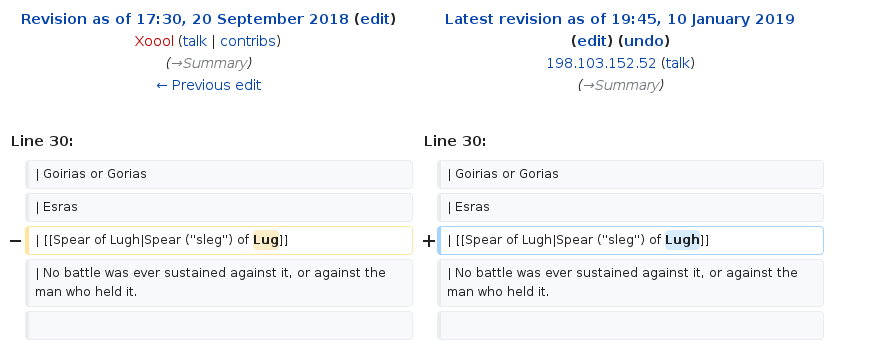 Revision as of 17:30, 20 September 2018 (edit)
Xoool (talk | contribs)
(→Summary)
← Previous edit
Latest revision as of 19:45, 10 January 2019
(edit) (undo)
198.103.152.52 (talk)
(→Summary)
Line 30:
Line 30:
| Goirias or Gorias
| Goirias or Gorias
| Esras
| Esras
− | [[Spear of Lugh|Spear ("sleg") of Lug]]
+ | [[Spear of Lugh|Spear ("sleg") of Lugh]]
| No battle was ever sustained against it, or against the
man who held it.
| No battle was ever sustained against it, or against the
man who held it.